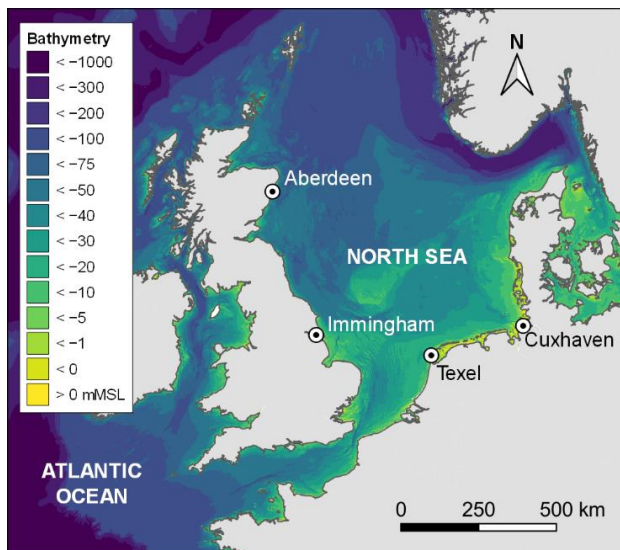 Bathymetry
< −1000
< −300
< −200
< −100
< −75
< −50
< −40
< −30
< −20
< −10
< −5
< −1
< 0
> 0 mMSL
N
Aberdeen
NORTH SEA
Immingham
Cuxhaven
Texel
ATLANTIC
OCEAN
0 250 500 km